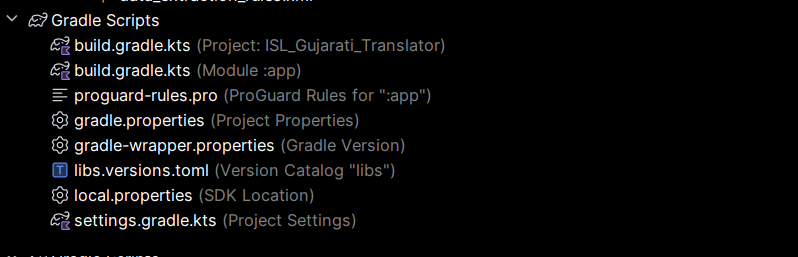 Gradle Scripts
build.gradle.kts (Project: ISL_Gujarati_Translator)
build.gradle.kts (Module :app)
proguard-rules.pro (ProGuard Rules for ":app")
gradle.properties (Project Properties)
gradle-wrapper.properties (Gradle Version)
T libs.versions.toml (Version Catalog "libs")
local.properties (SDK Location)
settings.gradle.kts (Project Settings)